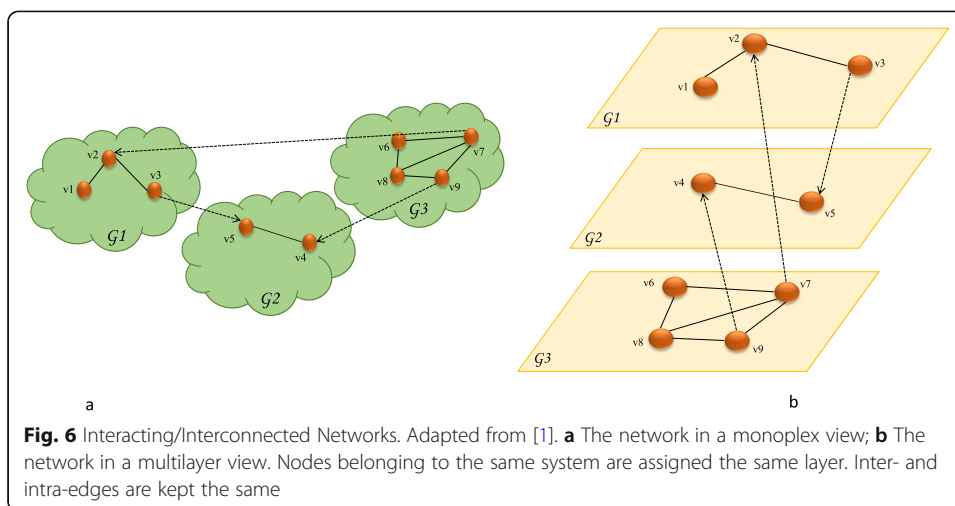 v2
v1
v3
G1
v6
v7
v8
v9
G3
v5
v4
G2
a
v2
v1
v3
G1
v4
v5
G2
v6
v7
v8
v9
G3
b
Fig. 6 Interacting/Interconnected Networks. Adapted from [1]. a The network in a monoplex view; b The
network in a multilayer view. Nodes belonging to the same system are assigned the same layer. Inter- and
intra-edges are kept the same